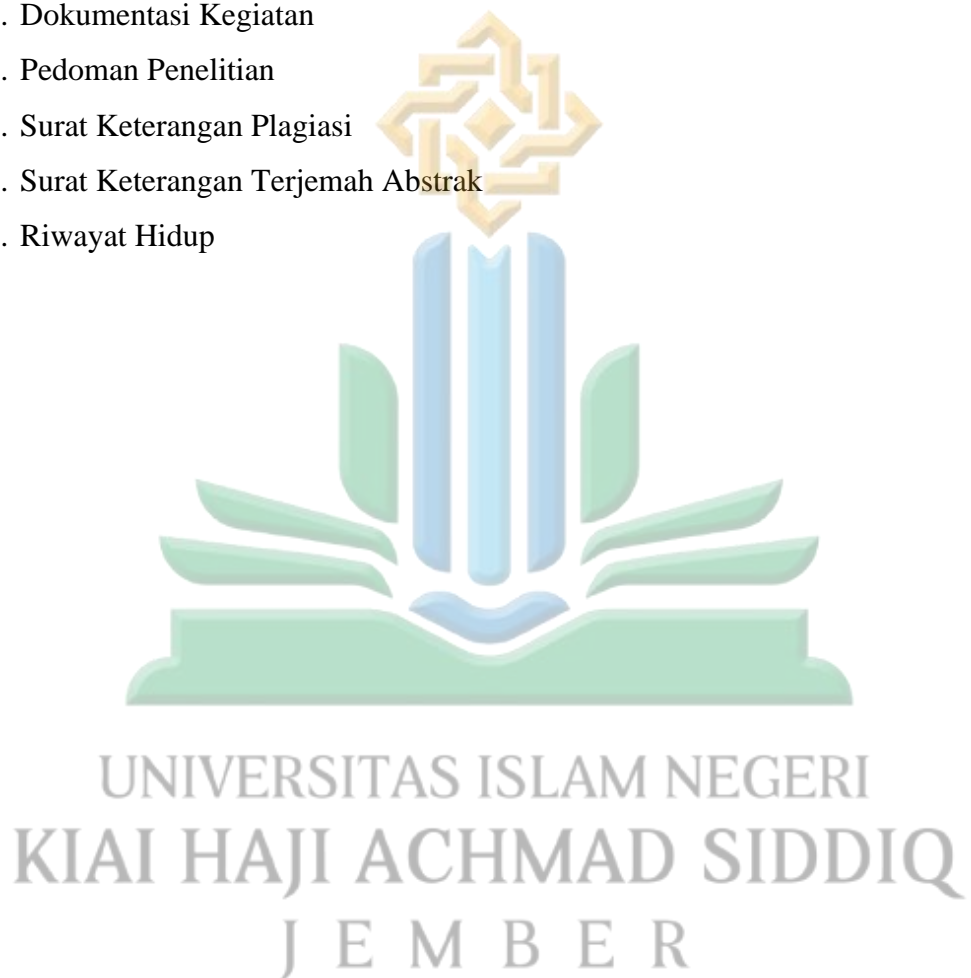 . Dokumentasi Kegiatan
. Pedoman Penelitian
. Surat Keterangan Plagiasi
. Surat Keterangan Terjemah Abstrak
. Riwayat Hidup
UNIVERSITAS ISLAM NEGERI
KIAI HAJI ACHMAD SIDDIQ
JEMBER